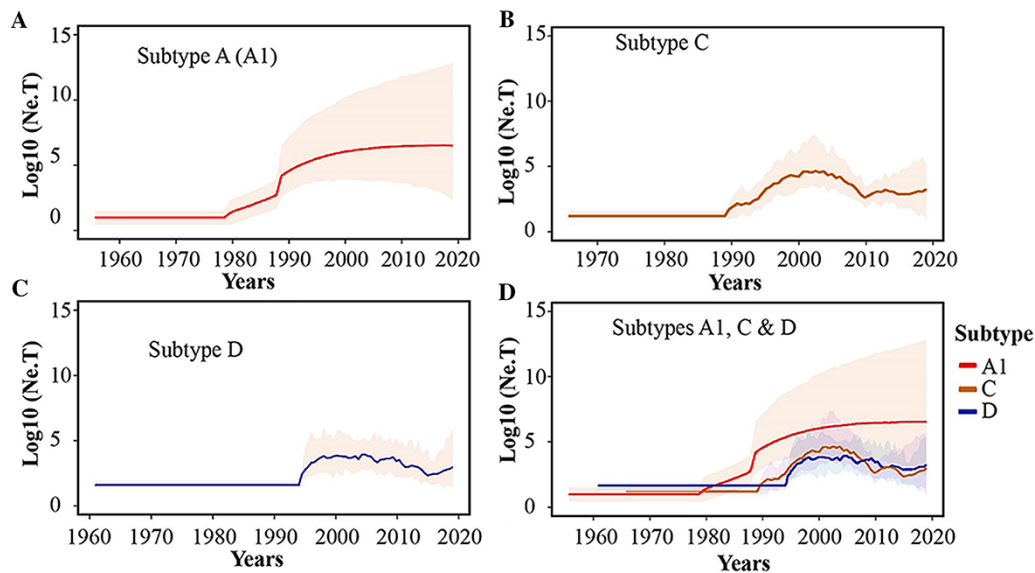 A
Subtype A (A1)
Log10 (Ne.T)
15
10
5
0
1960 1970 1980 1990 2000 2010 2020
Years
B
Subtype C
Log10 (Ne.T)
15
10
5
0
1970 1980 1990 2000 2010 2020
Years
C
Subtype D
Log10 (Ne.T)
15
10
5
0
1960 1970 1980 1990 2000 2010 2020
Years
D
Subtypes A1, C & D
Log10 (Ne.T)
15
10
5
0
1960 1970 1980 1990 2000 2010 2020
Years
Subtype
A1
C
D